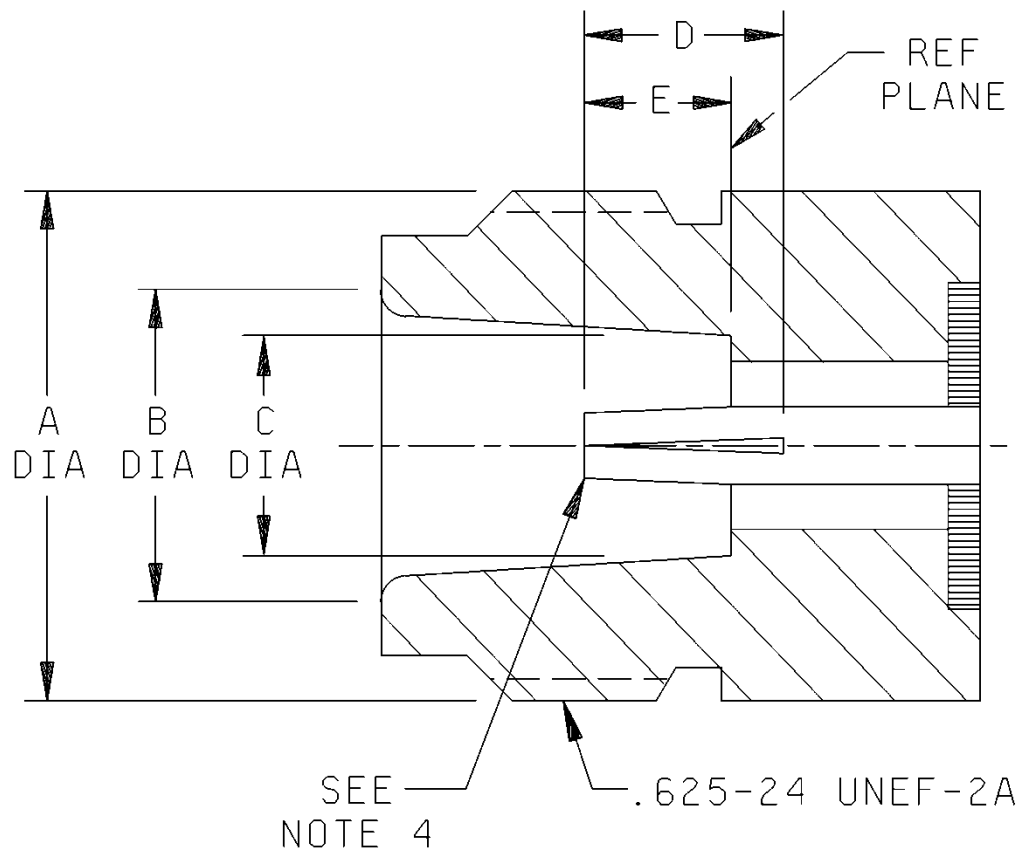 D
E
REF
PLANE
A
DIA
B
DIA
C
DIA
SEE
NOTE 4
.625-24 UNEF-2A